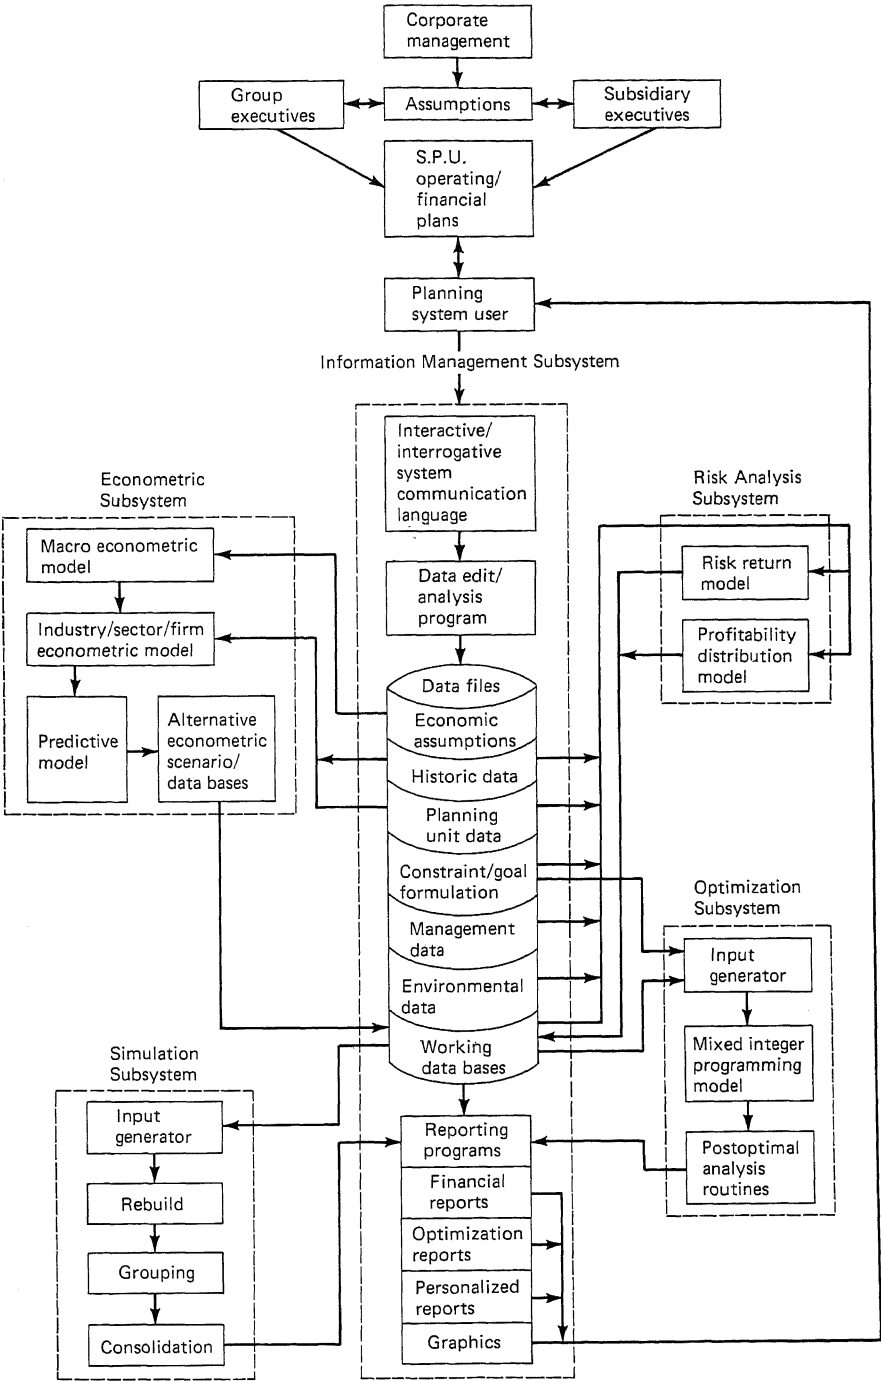 Corporate
management
Group
executives
Assumptions
Subsidiary
executives
S.P.U.
operating/
financial
plans
Planning
system user
Information Management Subsystem
Interactive/
interrogative
system
communication
language
Econometric
Subsystem
Risk Analysis
Subsystem
Macro econometric
model
Data edit/
analysis
program
Risk return
model
Industry/sector/firm
econometric model
Profitability
distribution
model
Predictive
model
Alternative
econometric
scenario/
data bases
Data files
Economic
assumptions
Historic data
Planning
unit data
Constraint/goal
formulation
Management
data
Environmental
data
Working
data bases
Optimization
Subsystem
Input
generator
Mixed integer
programming
model
Postoptimal
analysis
routines
Simulation
Subsystem
Input
generator
Rebuild
Grouping
Consolidation
Reporting
programs
Financial
reports
Optimization
reports
Personalized
reports
Graphics